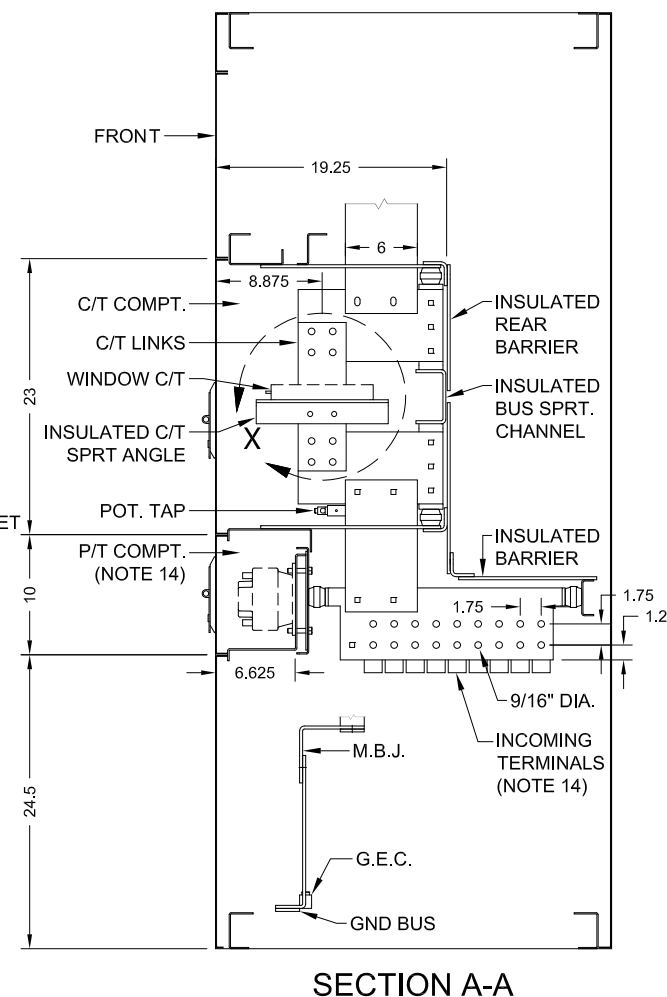 FRONT
19.25
6
8.875
C/T COMPT.
INSULATED
REAR
BARRIER
C/T LINKS
WINDOW C/T
INSULATED
BUS SPRT.
CHANNEL
23
INSULATED C/T
SPRT ANGLE
X
POT. TAP
ET
P/T COMPT.
(NOTE 14)
INSULATED
BARRIER
10
1.75
1.75
1.2
6.625
9/16" DIA.
INCOMING
TERMINALS
(NOTE 14)
M.B.J.
24.5
G.E.C.
GND BUS
SECTION A-A